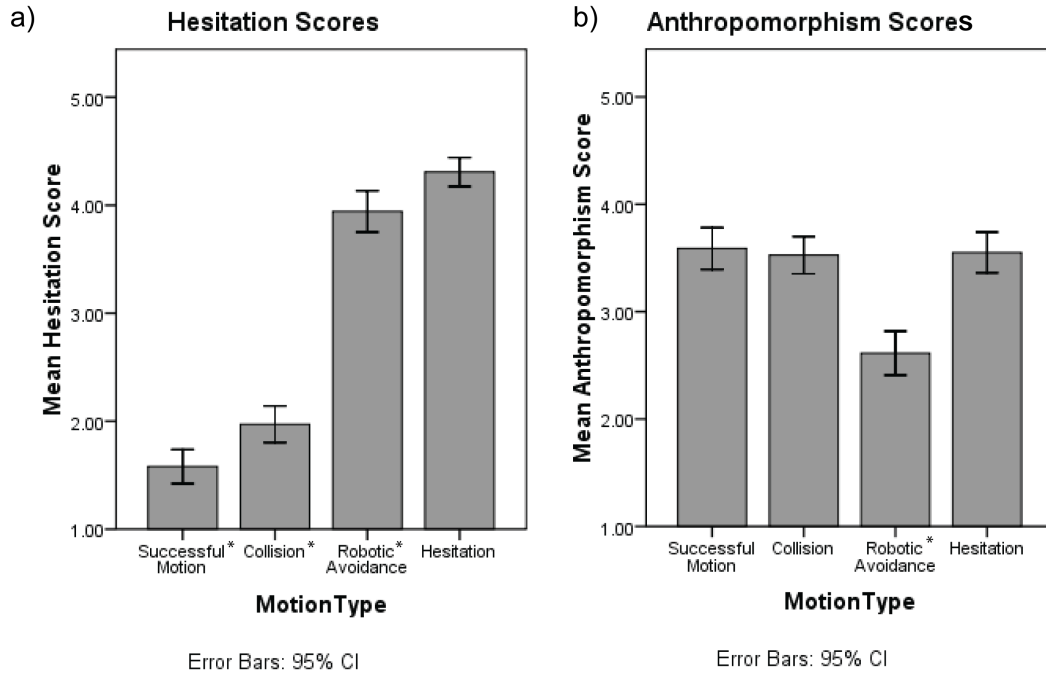 a)
Hesitation Scores
Mean Hesitation Score
5.00
4.00
3.00
2.00
1.00
Successful * Collision * Robotic * Hesitation
Motion Avoidance
MotionType
Error Bars: 95% CI
b)
Anthropomorphism Scores
Mean Anthropomorphism Score
5.00
4.00
3.00
2.00
1.00
Successful Collision Robotic * Hesitation
Motion Avoidance
MotionType
Error Bars: 95% CI